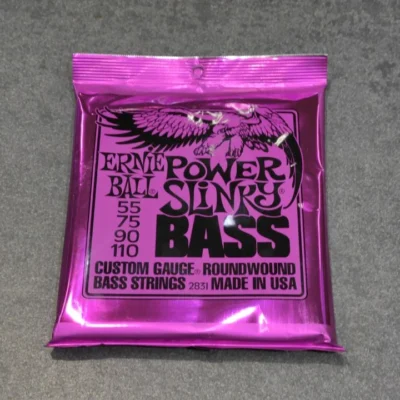 ERNIE BALL
POWER SLINKY BASS
55
75
90
110
CUSTOM GAUGE® ROUNDWOUND
BASS STRINGS 2831 MADE IN USA